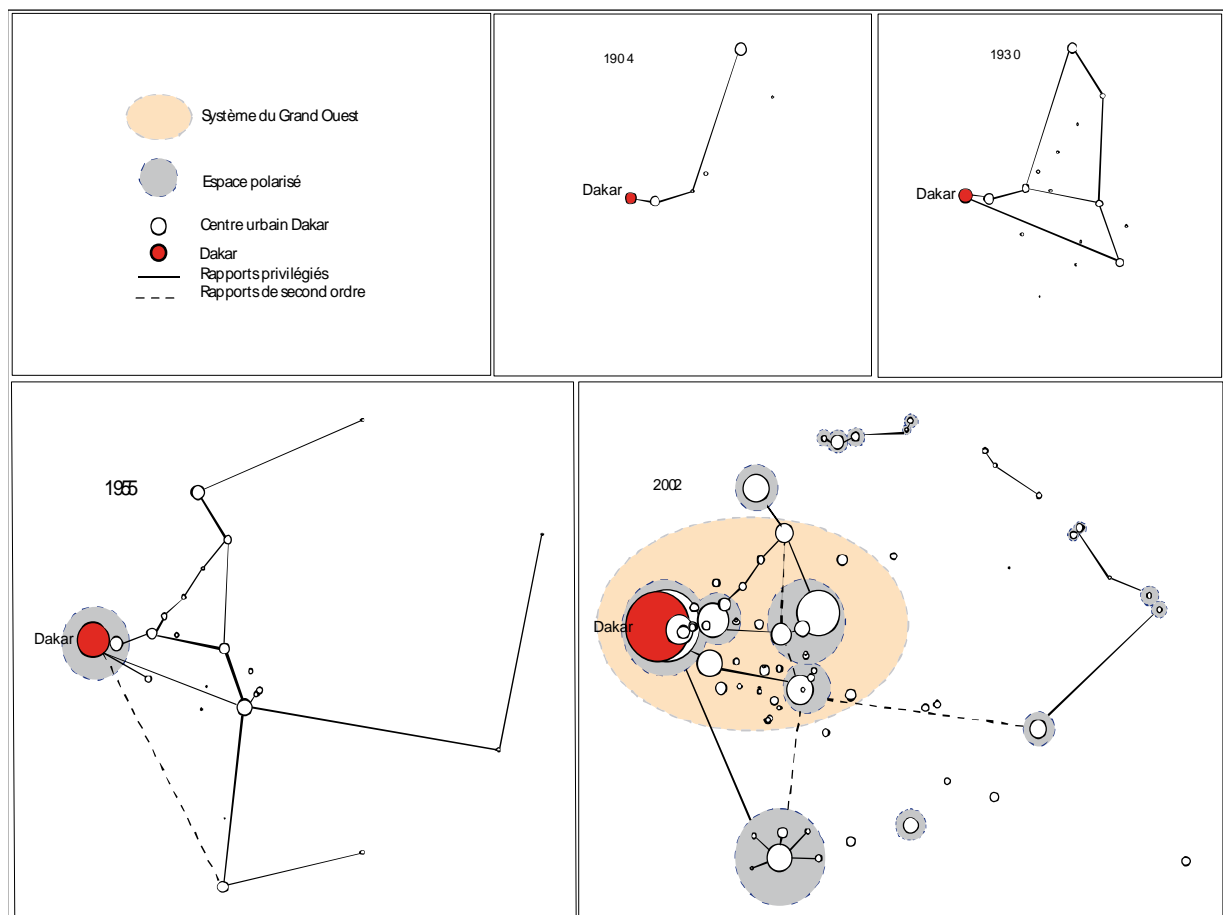 Système du Grand Ouest
Espace polarisé
Centre urbain Dakar
Dakar
Rapports privilégiés
Rapports de second ordre
1904
Dakar
1930
Dakar
1955
Dakar
2002
Dakar